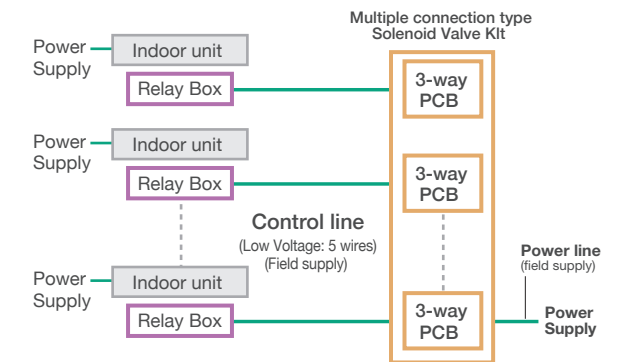 Multiple connection type
Solenoid Valve KIt
Power
Supply
Indoor unit
Relay Box
3-way
PCB
Power
Supply
Indoor unit
Relay Box
3-way
PCB
Control line
(Low Voltage: 5 wires)
(Field supply)
Power line
(field supply)
Power
Supply
Indoor unit
Relay Box
3-way
PCB
Power
Supply